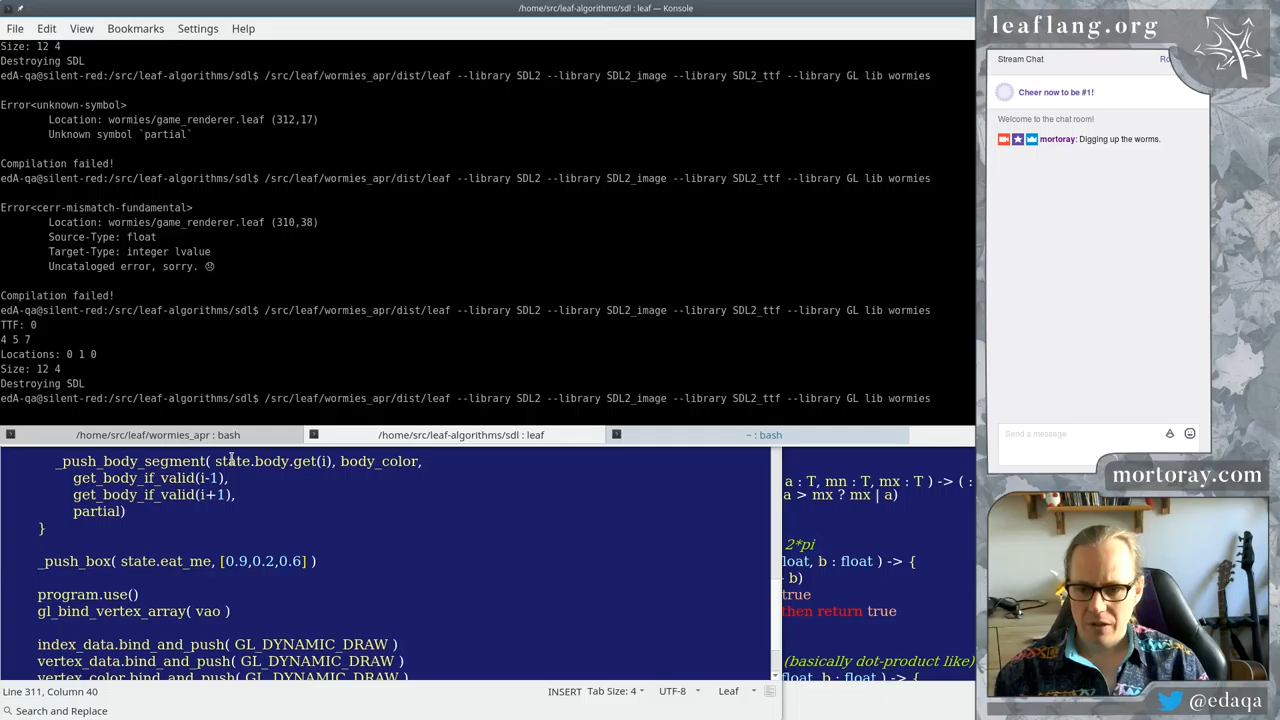 /home/src/leaf-algorithms/sdl : leaf — Konsole
File Edit View Bookmarks Settings Help
Size: 12 4
Destroying SDL
edA-qa@silent-red:/src/leaf-algorithms/sdl$ /src/leaf/wormies_apr/dist/leaf --library SDL2 --library SDL2_image --library SDL2_ttf --library GL lib wormies
Error<unknown-symbol>
Location: wormies/game_renderer.leaf (312,17)
Unknown symbol `partial`
Compilation failed!
edA-qa@silent-red:/src/leaf-algorithms/sdl$ /src/leaf/wormies_apr/dist/leaf --library SDL2 --library SDL2_image --library SDL2_ttf --library GL lib wormies
Error<cerr-mismatch-fundamental>
Location: wormies/game_renderer.leaf (310,38)
Source-Type: float
Target-Type: integer lvalue
Uncataloged error, sorry. 😞
Compilation failed!
edA-qa@silent-red:/src/leaf-algorithms/sdl$ /src/leaf/wormies_apr/dist/leaf --library SDL2 --library SDL2_image --library SDL2_ttf --library GL lib wormies
TTF: 0
4 5 7
Locations: 0 1 0
Size: 12 4
Destroying SDL
edA-qa@silent-red:/src/leaf-algorithms/sdl$ /src/leaf/wormies_apr/dist/leaf --library SDL2 --library SDL2_image --library SDL2_ttf --library GL lib wormies
/home/src/leaf/wormies_apr : bash
/home/src/leaf-algorithms/sdl : leaf
~ : bash
_push_body_segment( state.body.get(i), body_color,
get_body_if_valid(i-1),
get_body_if_valid(i+1),
partial)
}
_push_box( state.eat_me, [0.9,0.2,0.6] )
program.use()
gl_bind_vertex_array( vao )
index_data.bind_and_push( GL_DYNAMIC_DRAW )
vertex_data.bind_and_push( GL_DYNAMIC_DRAW )
vertex_color.bind_and_push( GL_DYNAMIC_DRAW )
a : T, mn : T, mx : T ) -> ( :
a > mx ? mx | a)
2*pi
loat, b : float ) -> {
- b)
true
then return true
(basically dot-product like)
loat, b : float ) -> {
Line 311, Column 40
INSERT
Tab Size: 4
UTF-8
Leaf
Search and Replace
leaflang.org
Stream Chat
Ro
Cheer now to be #1!
Welcome to the chat room!
mortoray: Digging up the worms.
Send a message
mortoray.com
@edaqa